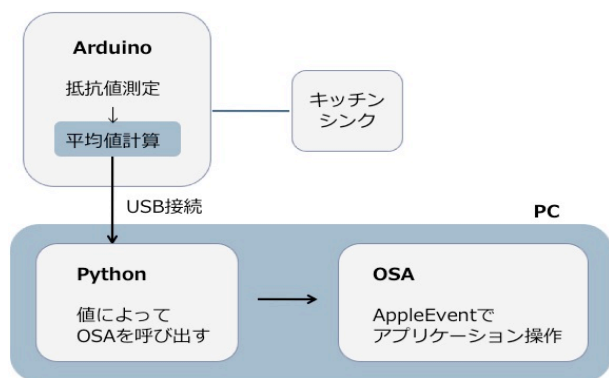 Arduino
抵抗値測定
↓
平均値計算
キッチン
シンク
USB接続
PC
Python
値によって
OSAを呼び出す
OSA
AppleEventで
アプリケーション操作